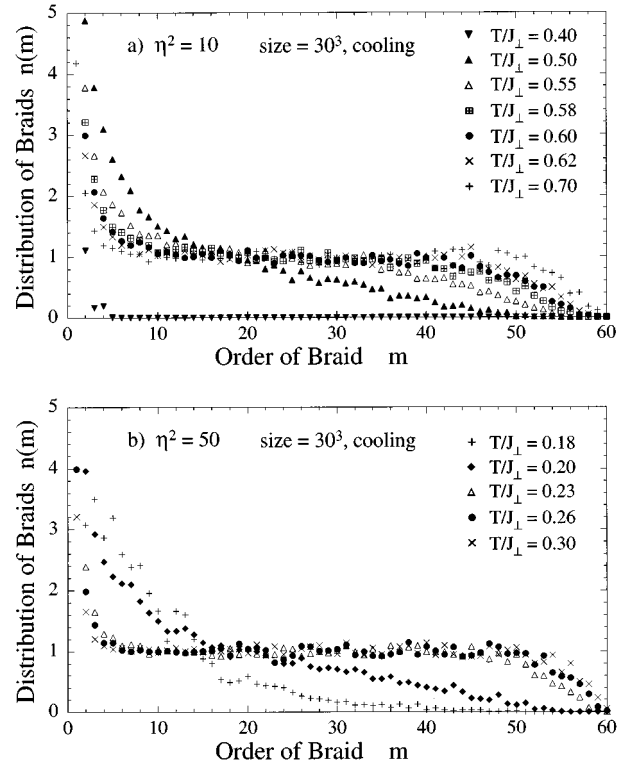 5
4
3
2
1
0
Distribution of Braids n(m)
a) η² = 10 size = 30³, cooling
T/J⊥ = 0.40
T/J⊥ = 0.50
T/J⊥ = 0.55
T/J⊥ = 0.58
T/J⊥ = 0.60
T/J⊥ = 0.62
T/J⊥ = 0.70
0 10 20 30 40 50 60
Order of Braid m
5
4
3
2
1
0
Distribution of Braids n(m)
b) η² = 50 size = 30³, cooling
T/J⊥ = 0.18
T/J⊥ = 0.20
T/J⊥ = 0.23
T/J⊥ = 0.26
T/J⊥ = 0.30
0 10 20 30 40 50 60
Order of Braid m